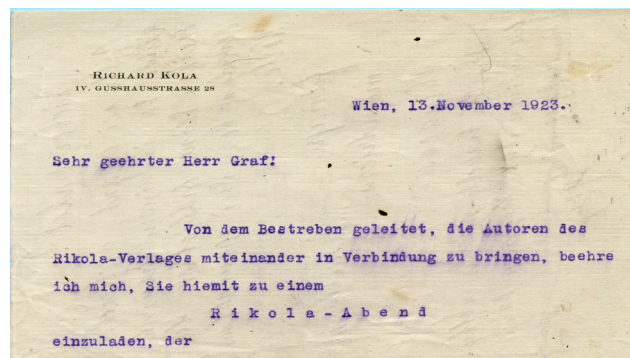 RICHARD KOLA
IV. GUSSHAUSSTRASSE 28
Wien, 13.November 1923.
Sehr geehrter Herr Graf!
Von dem Bestreben geleitet, die Autoren des
Rikola-Verlages miteinander in Verbindung zu bringen, beehre
ich mich, Sie hiemit zu einem
R i k o l a - A b e n d
einzuladen, der